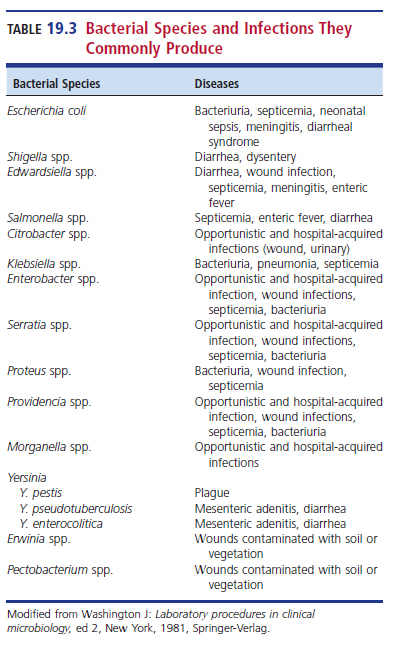 TABLE 19.3 Bacterial Species and Infections They
Commonly Produce
Bacterial Species Diseases
Escherichia coli Bacteriuria, septicemia, neonatal
sepsis, meningitis, diarrheal
syndrome
Shigella spp. Diarrhea, dysentery
Edwardsiella spp. Diarrhea, wound infection,
septicemia, meningitis, enteric
fever
Salmonella spp. Septicemia, enteric fever, diarrhea
Citrobacter spp. Opportunistic and hospital-acquired
infections (wound, urinary)
Klebsiella spp. Bacteriuria, pneumonia, septicemia
Enterobacter spp. Opportunistic and hospital-acquired
infection, wound infections,
septicemia, bacteriuria
Serratia spp. Opportunistic and hospital-acquired
infection, wound infections,
septicemia, bacteriuria
Proteus spp. Bacteriuria, wound infection,
septicemia
Providencia spp. Opportunistic and hospital-acquired
infection, wound infections,
septicemia, bacteriuria
Morganella spp. Opportunistic and hospital-acquired
infections
Yersinia
Y. pestis Plague
Y. pseudotuberculosis Mesenteric adenitis, diarrhea
Y. enterocolitica Mesenteric adenitis, diarrhea
Erwinia spp. Wounds contaminated with soil or
vegetation
Pectobacterium spp. Wounds contaminated with soil or
vegetation
Modified from Washington J: Laboratory procedures in clinical
microbiology, ed 2, New York, 1981, Springer-Verlag.